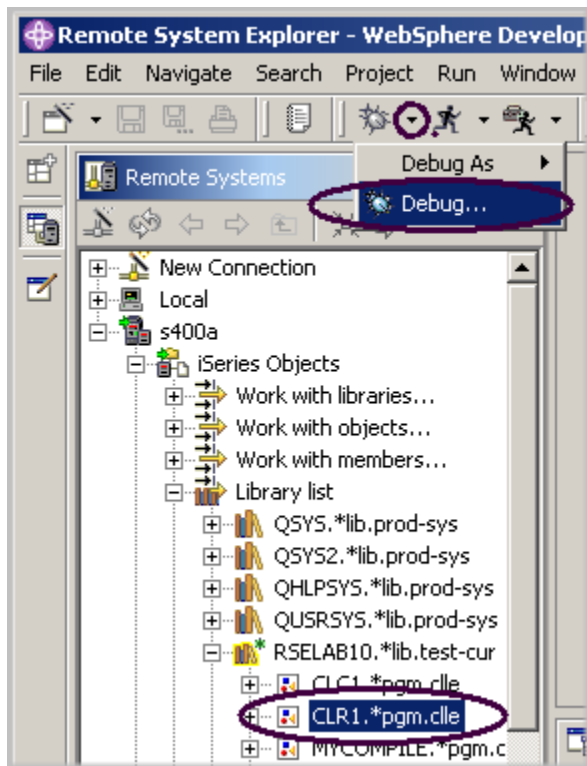 Remote System Explorer - WebSphere Develop
File Edit Navigate Search Project Run Window
Debug As
Remote Systems
Debug...
New Connection
Local
s400a
iSeries Objects
Work with libraries...
Work with objects...
Work with members...
Library list
QSYS.*lib.prod-sys
QSYS2.*lib.prod-sys
QHLPSYS.*lib.prod-sys
QUSRSYS.*lib.prod-sys
RSELAB10.*lib.test-cur
CLC1.*pgm.clle
CLR1.*pgm.clle
MYCOMPILE.*pgm.c